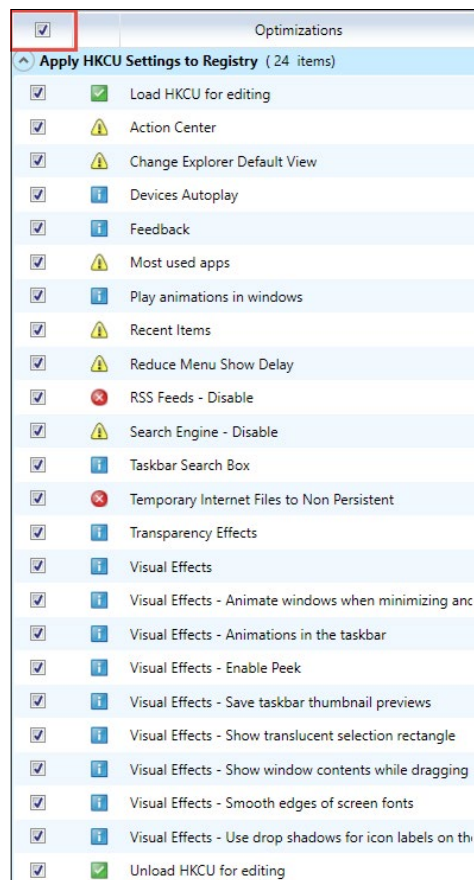 Optimizations
Apply HKCU Settings to Registry ( 24 items)
Load HKCU for editing
Action Center
Change Explorer Default View
Devices Autoplay
Feedback
Most used apps
Play animations in windows
Recent Items
Reduce Menu Show Delay
RSS Feeds - Disable
Search Engine - Disable
Taskbar Search Box
Temporary Internet Files to Non Persistent
Transparency Effects
Visual Effects
Visual Effects - Animate windows when minimizing and
Visual Effects - Animations in the taskbar
Visual Effects - Enable Peek
Visual Effects - Save taskbar thumbnail previews
Visual Effects - Show translucent selection rectangle
Visual Effects - Show window contents while dragging
Visual Effects - Smooth edges of screen fonts
Visual Effects - Use drop shadows for icon labels on the
Unload HKCU for editing